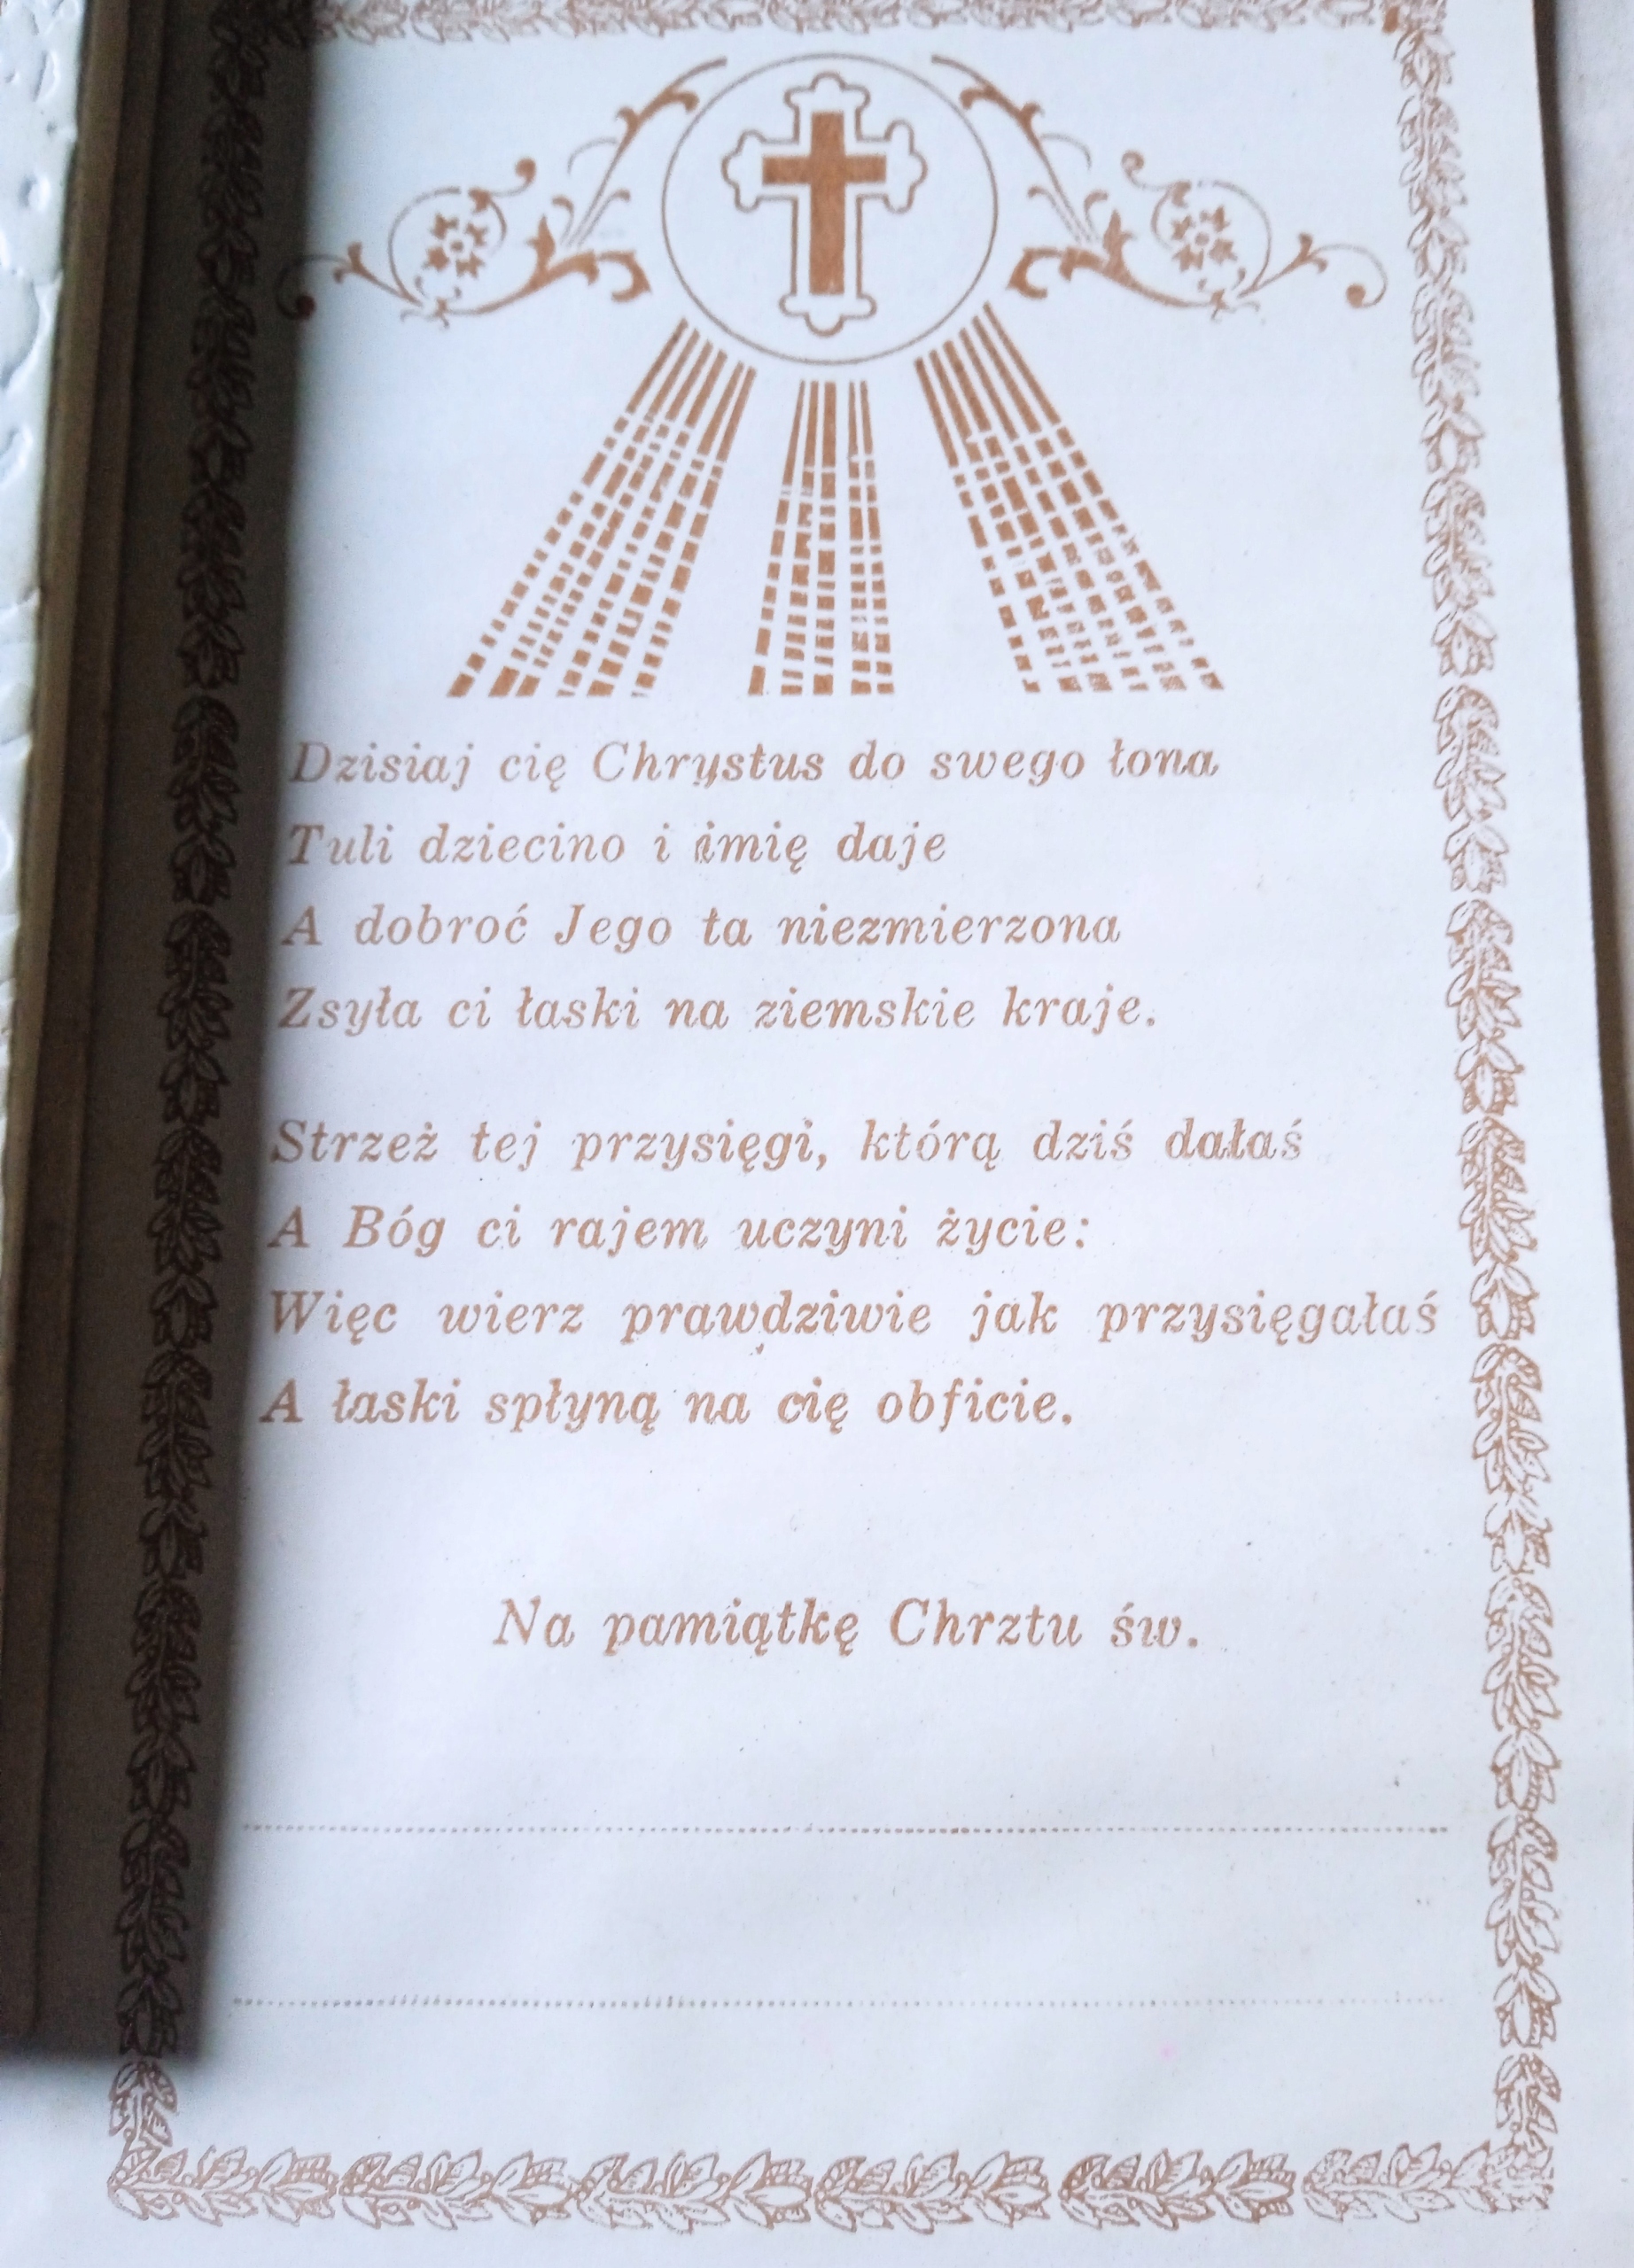 Dzisiaj cię Chrystus do swego łona
Tuli dziecino i imię daje
A dobroć Jego ta niezmierzona
Zsyła ci łaski na ziemskie kraje.
Strzeż tej przysięgi, którą dziś dałaś
A Bóg ci rajem uczyni życie:
Więc wierz prawdziwie jak przysięgałaś
A łaski spłyną na cię obficie.
Na pamiątkę Chrztu św.